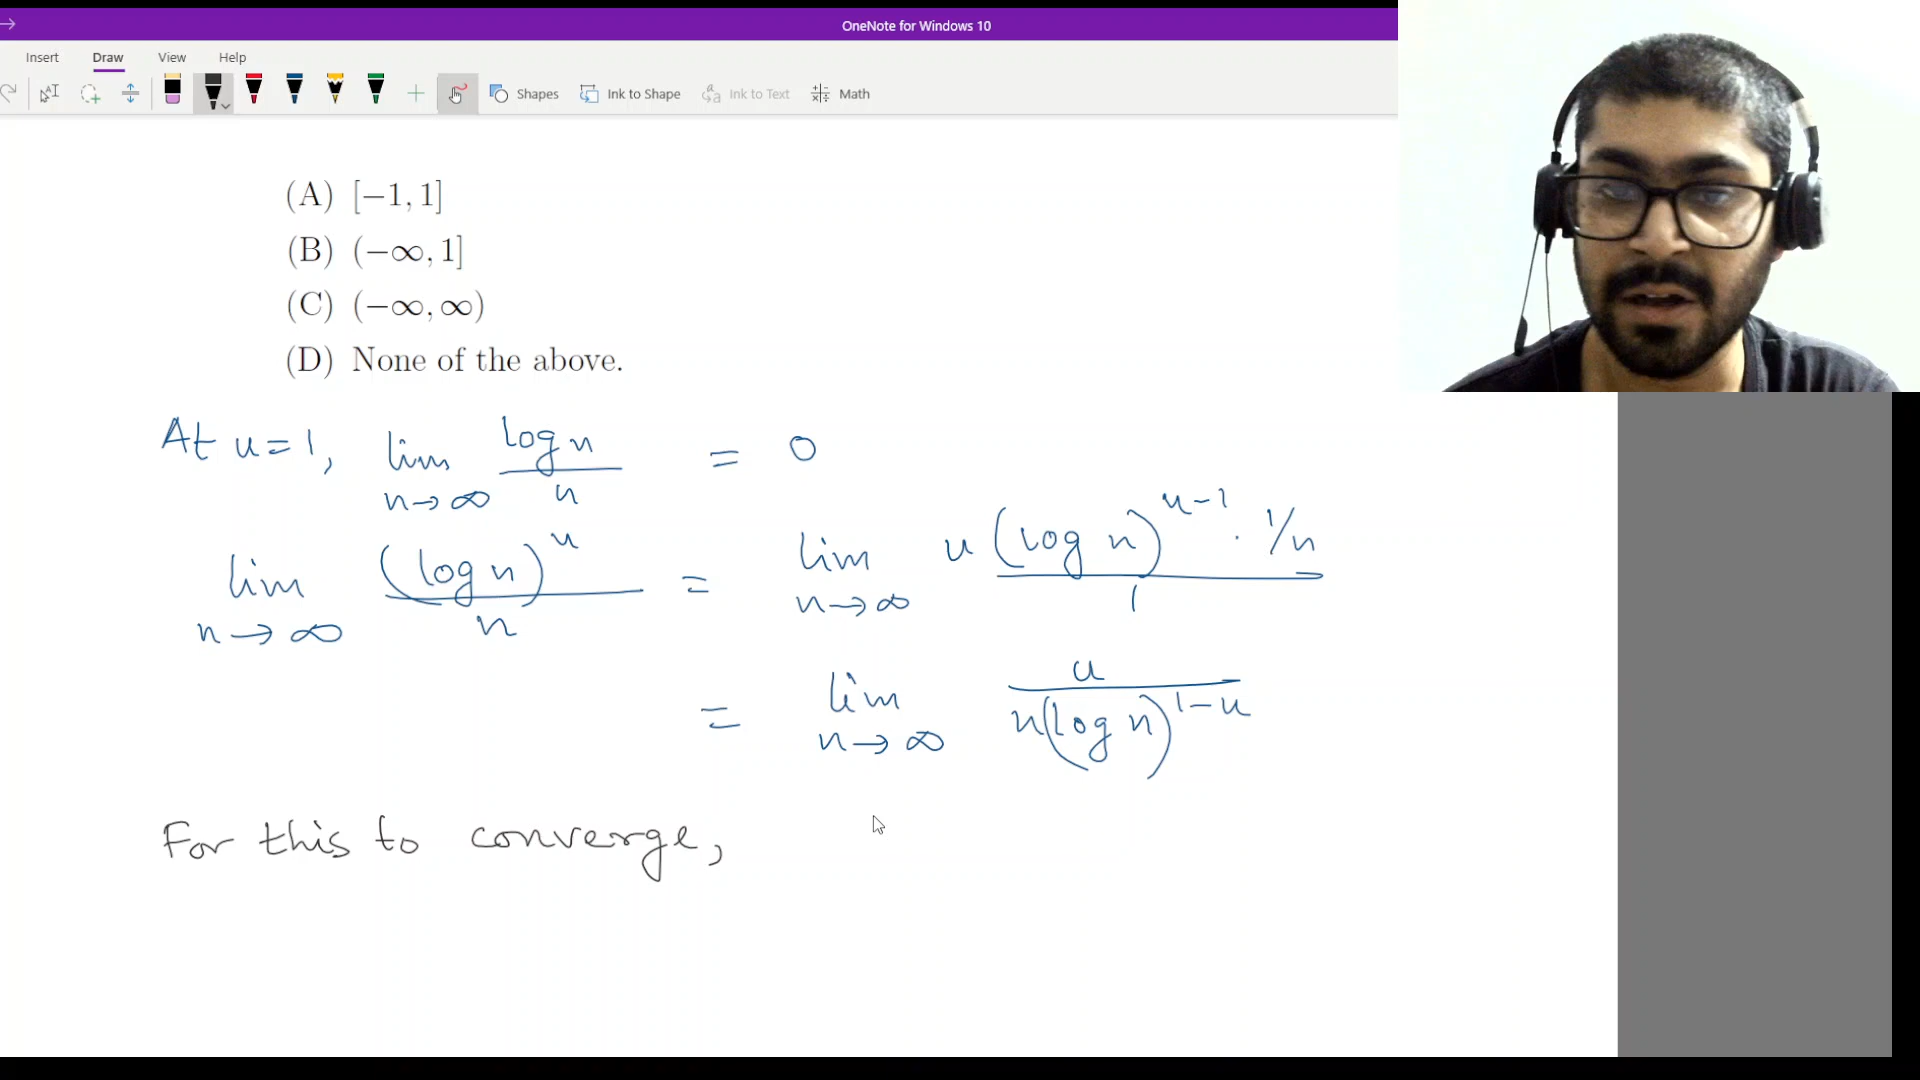 OneNote for Windows 10
Insert Draw View Help
Shapes Ink to Shape Ink to Text Math
(A) [−1, 1]
(B) (−∞, 1]
(C) (−∞, ∞)
(D) None of the above.
At u=1, lim n→∞ log n / n = 0
lim n→∞ (log n)^u / n = lim n→∞ u (log n)^{u-1} · 1/n / 1
= lim n→∞ u / n(log n)^{1-u}
For this to converge,